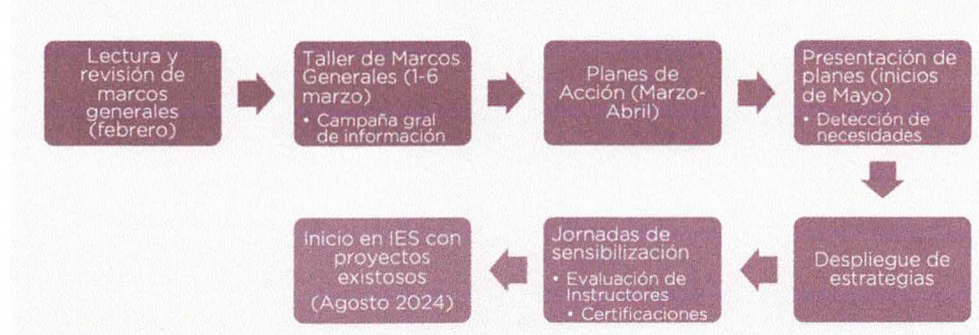 Lectura y
revisión de
marcos
generales
(febrero)
Taller de Marcos
Generales (1-6
marzo)
• Campaña gral
de información
Planes de
Acción (Marzo-
Abril)
Presentación de
planes (inicios
de Mayo)
• Detección de
necesidades
Despliegue de
estrategias
Jornadas de
sensibilización
• Evaluación de
Instructores
• Certificaciones
Inicio en IES con
proyectos
existosos
(Agosto 2024)